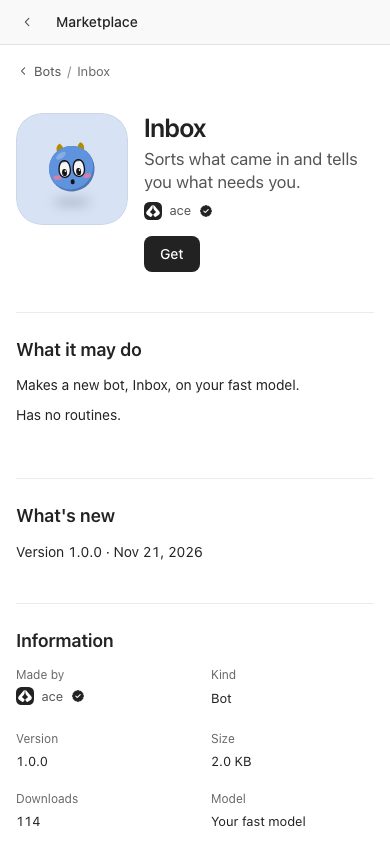 Marketplace
Bots / Inbox
Inbox
Sorts what came in and tells
you what needs you.
ace
Get
What it may do
Makes a new bot, Inbox, on your fast model.
Has no routines.
What's new
Version 1.0.0 · Nov 21, 2026
Information
Made by
Kind
ace
Bot
Version
Size
1.0.0
2.0 KB
Downloads
Model
114
Your fast model